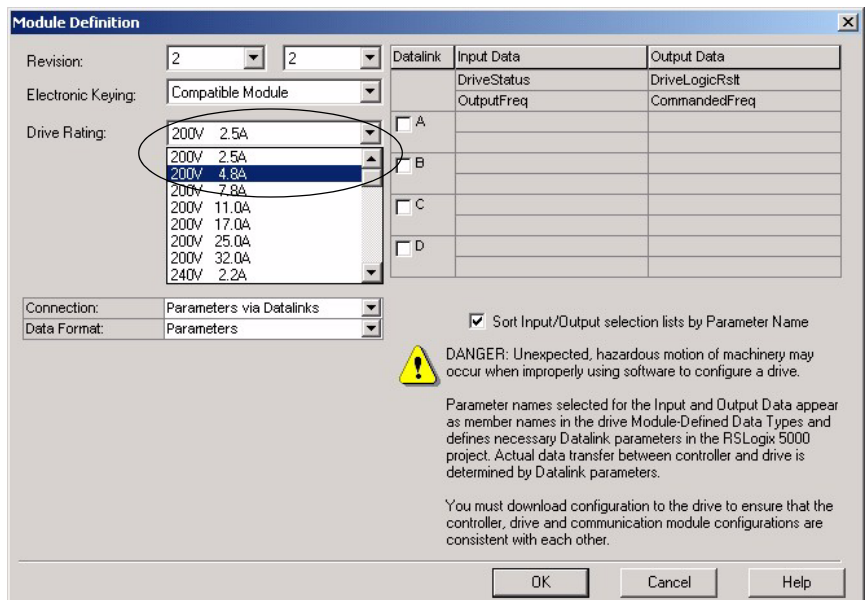 Module Definition
Revision: 2 2
Electronic Keying: Compatible Module
Drive Rating: 200V 2.5A
200V 2.5A
200V 4.8A
200V 7.8A
200V 11.0A
200V 17.0A
200V 25.0A
200V 32.0A
240V 2.2A
Connection: Parameters via Datalinks
Data Format: Parameters
Datalink Input Data Output Data
DriveStatus DriveLogicRslt
OutputFreq CommandedFreq
A
B
C
D
Sort Input/Output selection lists by Parameter Name
DANGER: Unexpected, hazardous motion of machinery may
occur when improperly using software to configure a drive.
Parameter names selected for the Input and Output Data appear
as member names in the drive Module-Defined Data Types and
defines necessary Datalink parameters in the RSLogix 5000
project. Actual data transfer between controller and drive is
determined by Datalink parameters.
You must download configuration to the drive to ensure that the
controller, drive and communication module configurations are
consistent with each other.
OK Cancel Help